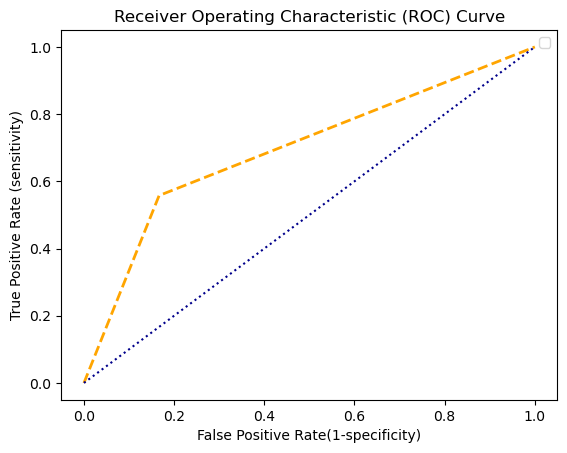 Receiver Operating Characteristic (ROC) Curve
1.0
0.8
0.6
0.4
0.2
0.0
True Positive Rate (sensitivity)
0.0 0.2 0.4 0.6 0.8 1.0
False Positive Rate(1-specificity)